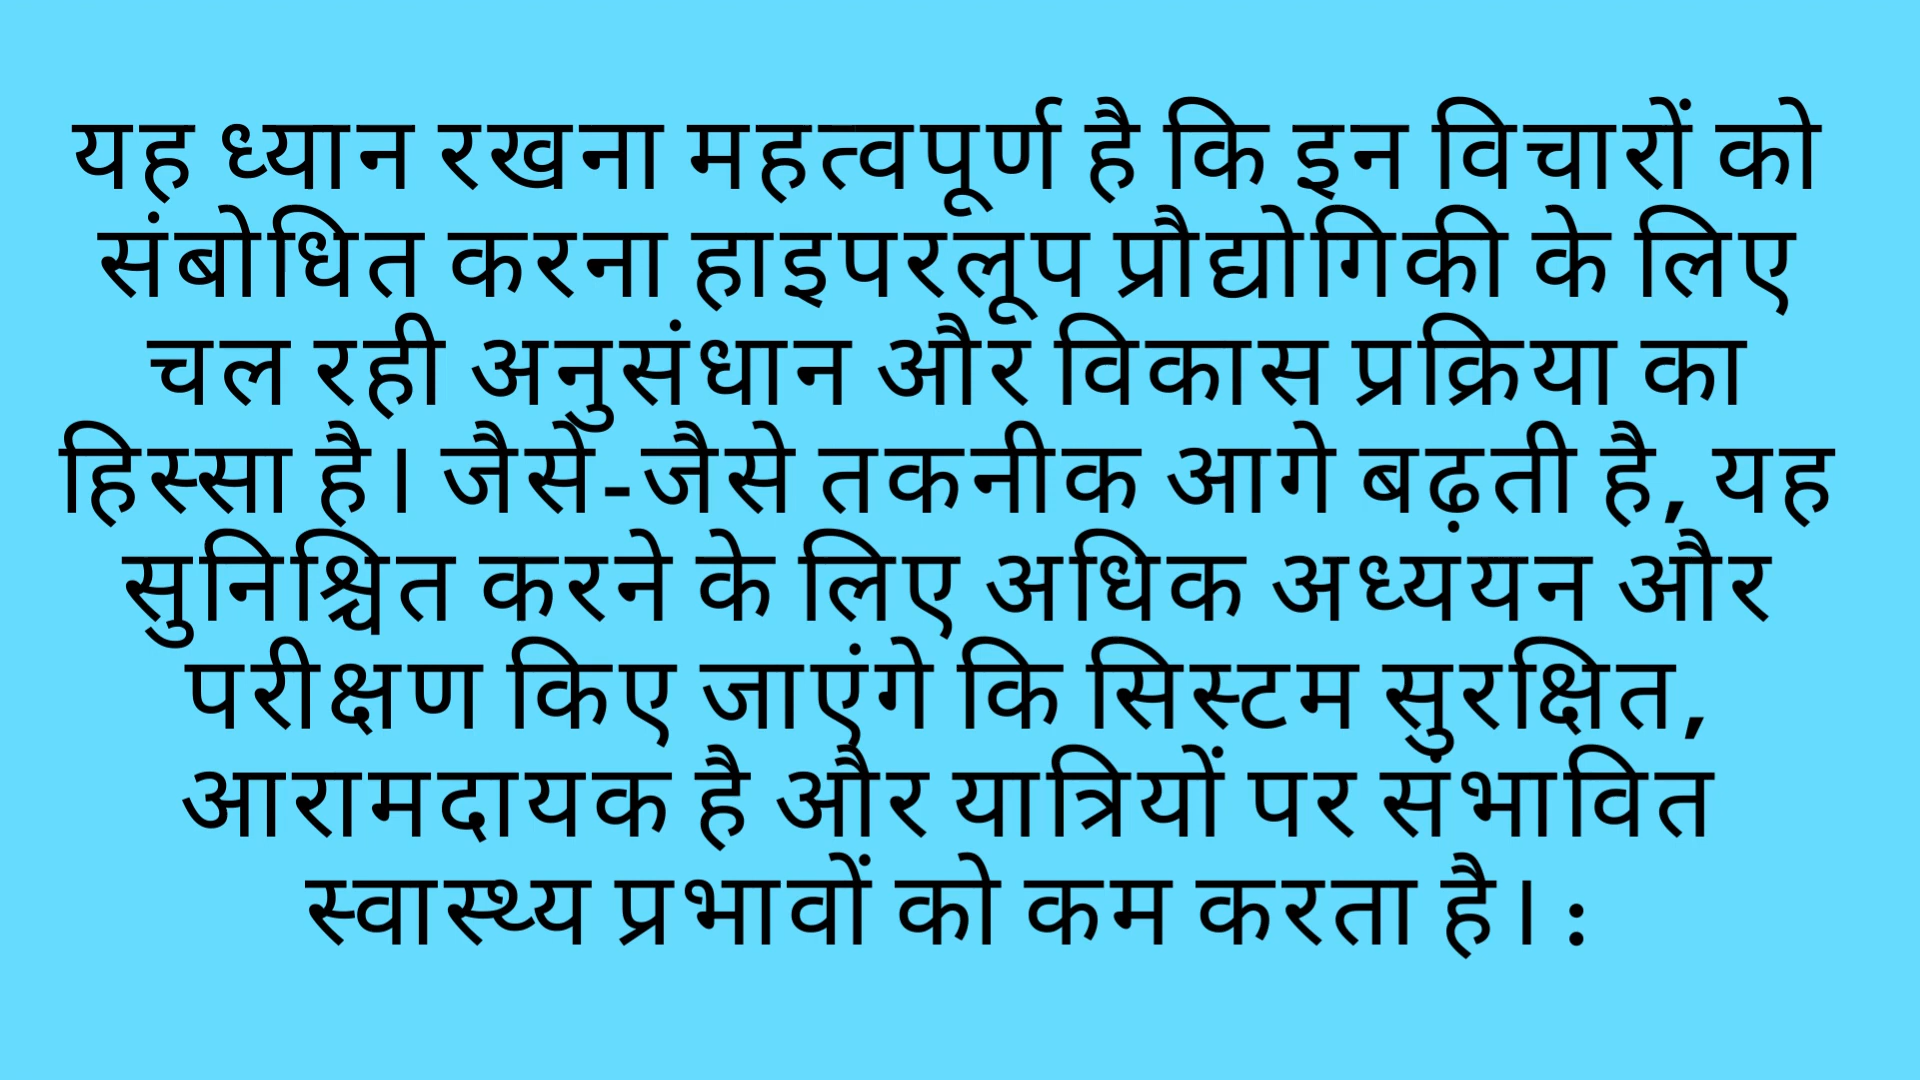 यह ध्यान रखना महत्वपूर्ण है कि इन विचारों को
संबोधित करना हाइपरलूप प्रौद्योगिकी के लिए
चल रही अनुसंधान और विकास प्रक्रिया का
हिस्सा है। जैसे-जैसे तकनीक आगे बढ़ती है, यह
सुनिश्चित करने के लिए अधिक अध्ययन और
परीक्षण किए जाएंगे कि सिस्टम सुरक्षित,
आरामदायक है और यात्रियों पर संभावित
स्वास्थ्य प्रभावों को कम करता है। :